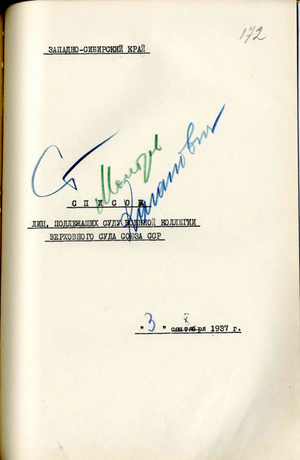 172
ЗАПАДНО-СИБИРСКИЙ КРАЙ
Ст
Молотов
Каганович
СПИСОК
ЛИЦ, ПОДЛЕЖАЩИХ СУДУ ВОЕННОЙ КОЛЛЕГИИ
ВЕРХОВНОГО СУДА СОЮЗА ССР
"3" сентября X 1937 г.